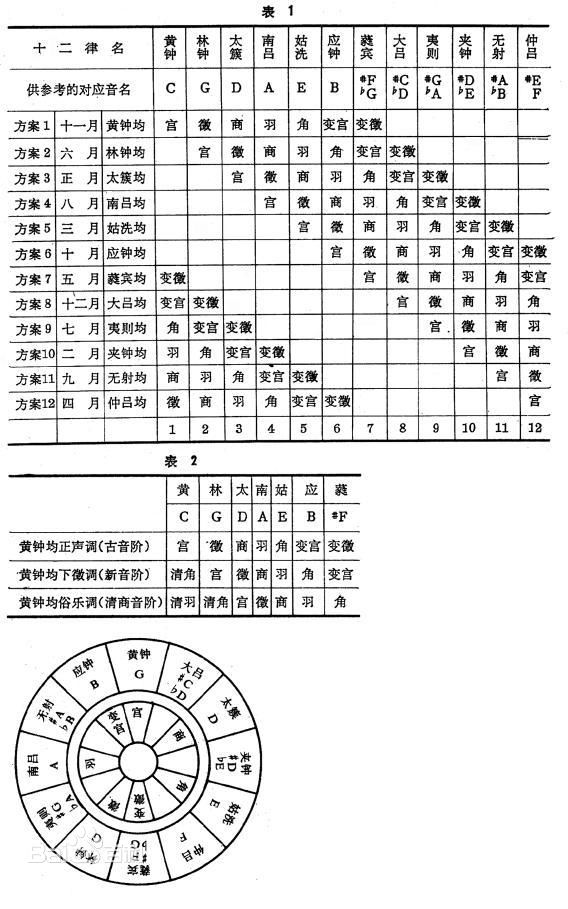 表 1
十二律名 黄钟 林钟 太簇 南吕 姑洗 应钟 蕤宾 大吕 夷则 夹钟 无射 仲吕
供参考的对应音名 C G D A E B #F♭G #C♭D #G♭A #D♭E #A♭B #EF
方案1 十一月 黄钟均 宫 徵 商 羽 角 变宫 变徵
方案2 六月 林钟均 宫 徵 商 羽 角 变宫 变徵
方案3 正月 太簇均 宫 徵 商 羽 角 变宫 变徵
方案4 八月 南吕均 宫 徵 商 羽 角 变宫 变徵
方案5 三月 姑洗均 宫 徵 商 羽 角 变宫 变徵
方案6 十月 应钟均 宫 徵 商 羽 角 变宫 变徵
方案7 五月 蕤宾均 变徵 宫 徵 商 羽 角 变宫
方案8 十二月 大吕均 变宫 变徵 宫 徵 商 羽 角
方案9 七月 夷则均 角 变宫 变徵 宫 徵 商 羽
方案10 二月 夹钟均 羽 角 变宫 变徵 宫 徵 商
方案11 九月 无射均 商 羽 角 变宫 变徵 宫 徵
方案12 四月 仲吕均 徵 商 羽 角 变宫 变徵 宫
1 2 3 4 5 6 7 8 9 10 11 12
表 2
黄 林 太 南 姑 应 蕤
C G D A E B #F
黄钟均正声调(古音阶) 宫 徵 商 羽 角 变宫 变徵
黄钟均下徵调(新音阶) 清角 宫 徵 商 羽 角 变宫
黄钟均俗乐调(清商音阶) 清羽 清角 宫 徵 商 羽 角
黄钟 G
大吕 #C ♭D
太簇 D
夹钟 #D ♭E
姑洗 E
仲吕 F
蕤宾 #F ♭G
G
夷则 #G ♭A
南吕 A
无射 #A ♭B
应钟 B
宫
商
角
变徵
徵
羽
变宫
Bai 百科